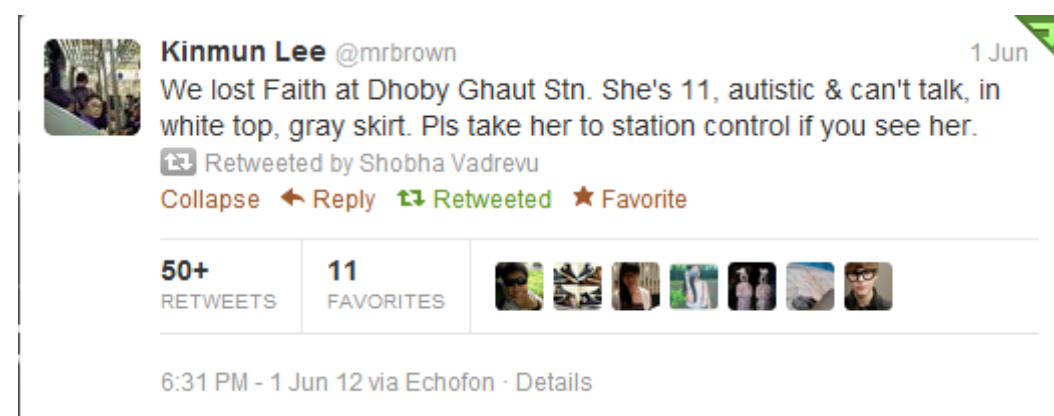 Kinmun Lee @mrbrown 1 Jun
We lost Faith at Dhoby Ghaut Stn. She's 11, autistic & can't talk, in
white top, gray skirt. Pls take her to station control if you see her.
Retweeted by Shobha Vadrevu
Collapse Reply Retweeted Favorite
50+ 11
RETWEETS FAVORITES
6:31 PM - 1 Jun 12 via Echofon · Details